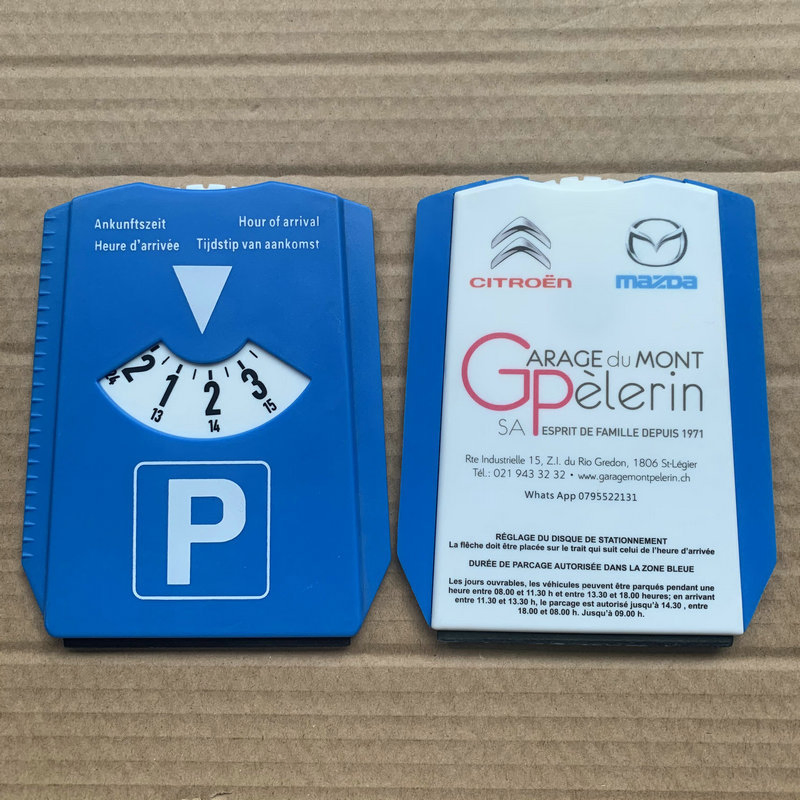 Ankunftszeit Hour of arrival
Heure d'arrivée Tijdstip van aankomst
2 1 2 3
14 13 14 15
P
CITROËN mazda
GARAGE du MONT
Pèlerin
SA ESPRIT DE FAMILLE DEPUIS 1971
Rte Industrielle 15, Z.I. du Rio Gredon, 1806 St-Légier
Tél.: 021 943 32 32 • www.garagemontpelerin.ch
Whats App 0795522131
RÉGLAGE DU DISQUE DE STATIONNEMENT
La flêche doit être placée sur le trait qui suit celui de l'heure d'arrivée
DURÉE DE PARCAGE AUTORISÉE DANS LA ZONE BLEUE
Les jours ouvrables, les véhicules peuvent être parqués pendant une
heure entre 08.00 et 11.30 h et entre 13.30 et 18.00 heures; en arrivant
entre 11.30 et 13.30 h, le parcage est autorisé jusqu'à 14.30 , entre
18.00 et 08.00 h. Jusqu'à 09.00 h.